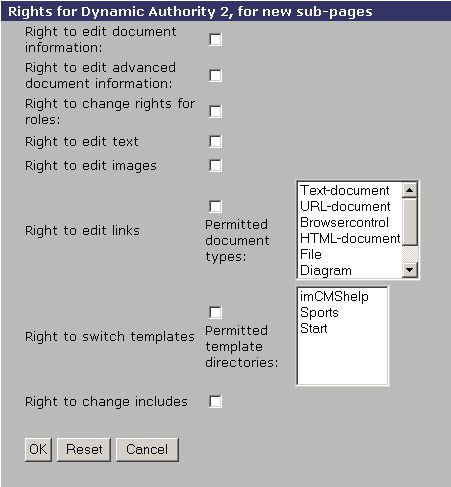 Rights for Dynamic Authority 2, for new sub-pages
Right to edit document
information:
Right to edit advanced
document information:
Right to change rights for
roles:
Right to edit text
Right to edit images
Right to edit links
Permitted
document
types:
Text-document
URL-document
Browsercontrol
HTML-document
File
Diagram
Right to switch templates
Permitted
template
directories:
imCMShelp
Sports
Start
Right to change includes
OK
Reset
Cancel